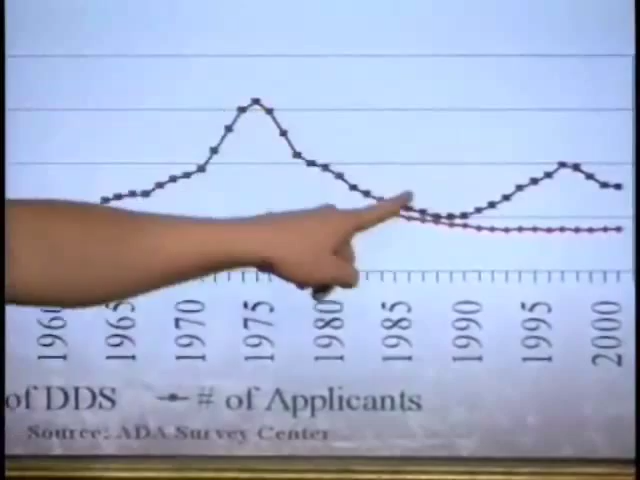 1960 1965 1970 1975 1980 1985 1990 1995 2000
of DDS # of Applicants
Source: ADA Survey Center